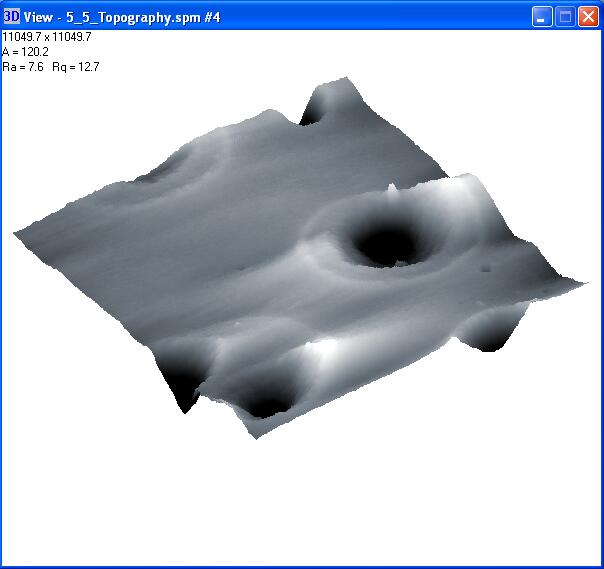 3D View - 5_5_Topography.spm #4
11049.7 x 11049.7
A = 120.2
Ra = 7.6 Rq = 12.7